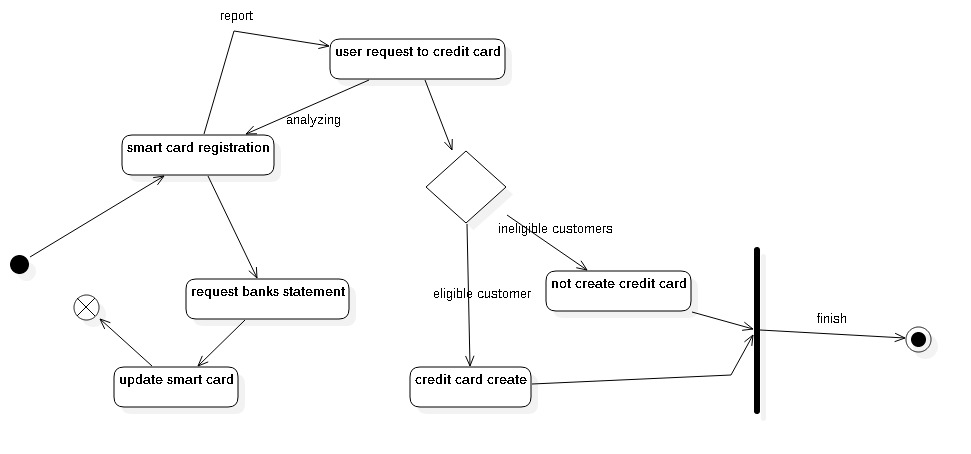 report
user request to credit card
analyzing
smart card registration
ineligible customers
request banks statement
not create credit card
eligible customer
finish
update smart card
credit card create